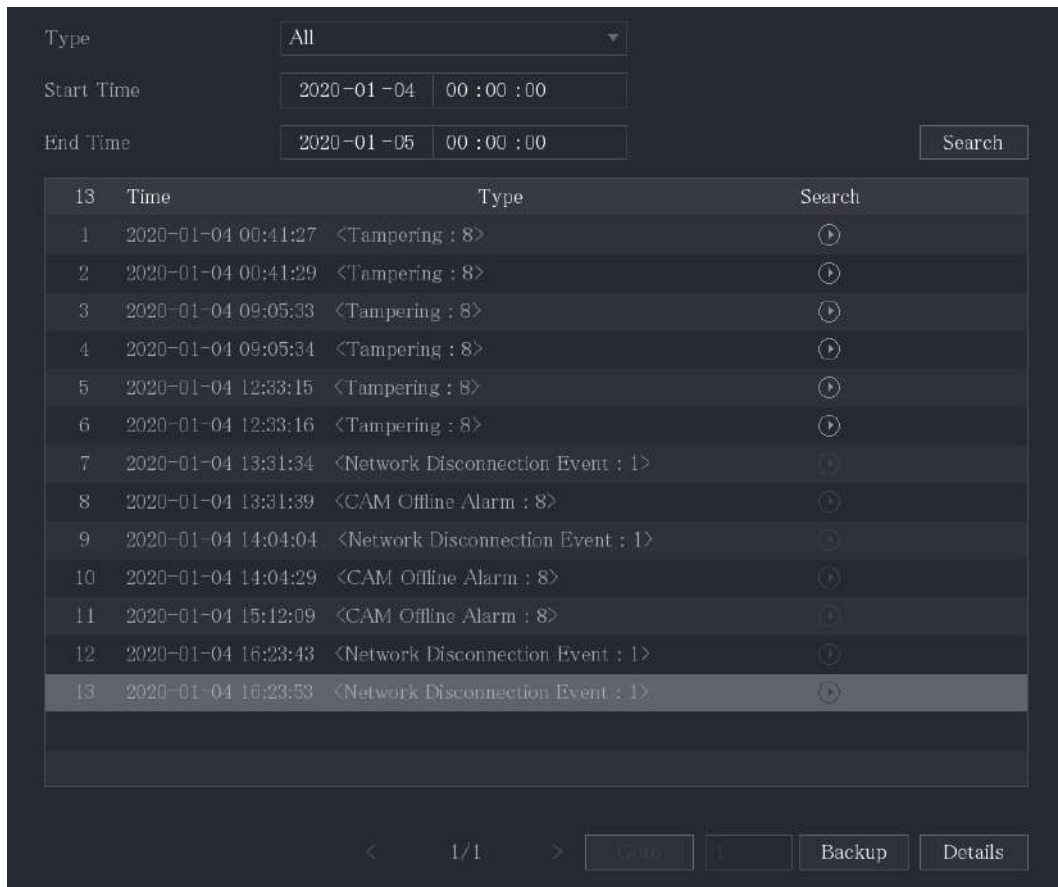 Type All
Start Time 2020-01-04 00:00:00
End Time 2020-01-05 00:00:00 Search
13 Time Type Search
1 2020-01-04 00:41:27 <Tampering : 8>
2 2020-01-04 00:41:29 <Tampering : 8>
3 2020-01-04 09:05:33 <Tampering : 8>
4 2020-01-04 09:05:34 <Tampering : 8>
5 2020-01-04 12:33:15 <Tampering : 8>
6 2020-01-04 12:33:16 <Tampering : 8>
7 2020-01-04 13:31:34 <Network Disconnection Event : 1>
8 2020-01-04 13:31:39 <CAM Offline Alarm : 8>
9 2020-01-04 14:04:04 <Network Disconnection Event : 1>
10 2020-01-04 14:04:29 <CAM Offline Alarm : 8>
11 2020-01-04 15:12:09 <CAM Offline Alarm : 8>
12 2020-01-04 16:23:43 <Network Disconnection Event : 1>
13 2020-01-04 16:23:53 <Network Disconnection Event : 1>
< 1/1 > 1 Backup Details